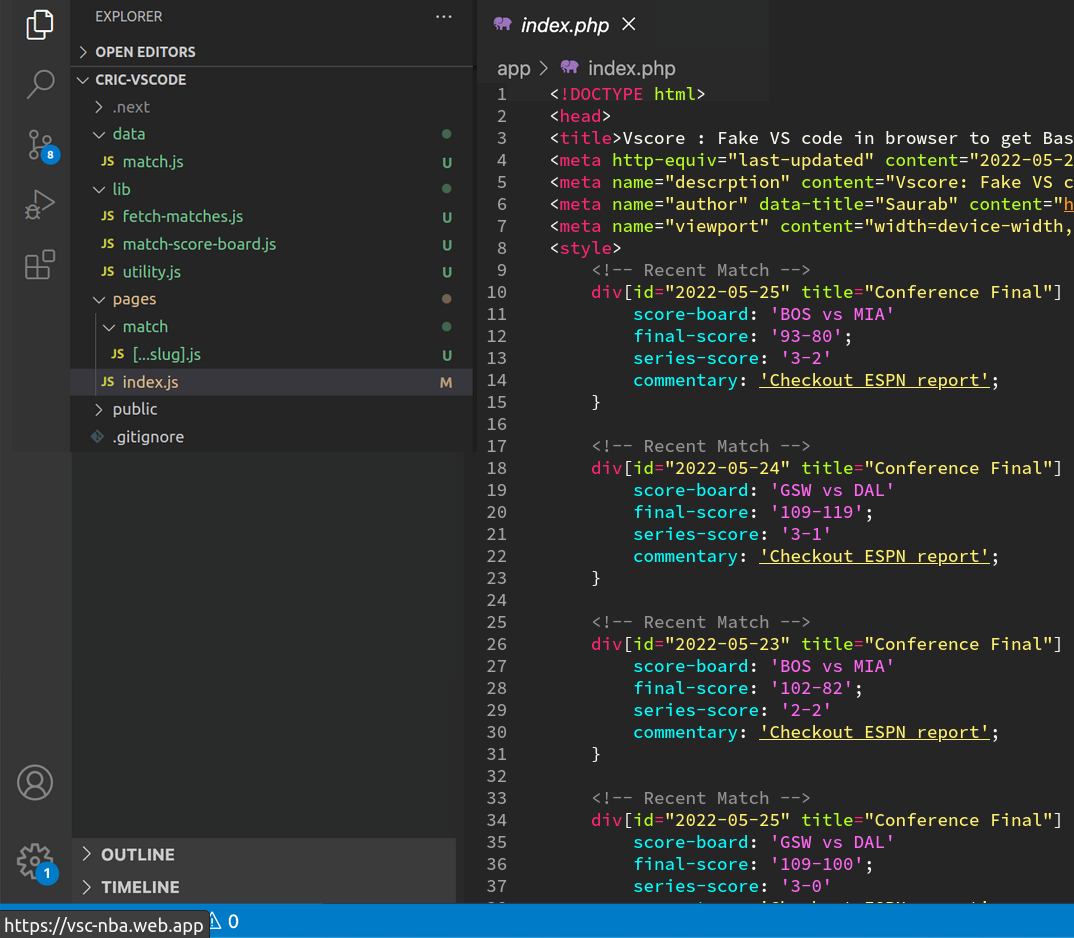 EXPLORER
OPEN EDITORS
CRIC-VSCODE
.next
data
JS match.js U
lib
JS fetch-matches.js U
JS match-score-board.js U
JS utility.js U
pages
match
JS [...slug].js U
JS index.js M
public
.gitignore
8
1
OUTLINE
TIMELINE
index.php
app > index.php
1 <!DOCTYPE html>
2 <head>
3 <title>Vscore : Fake VS code in browser to get Bas
4 <meta http-equiv="last-updated" content="2022-05-2
5 <meta name="descrption" content="Vscore: Fake VS c
6 <meta name="author" data-title="Saurab" content="h
7 <meta name="viewport" content="width=device-width,
8 <style>
9 <!-- Recent Match -->
10 div[id="2022-05-25" title="Conference Final"]
11 score-board: 'BOS vs MIA'
12 final-score: '93-80';
13 series-score: '3-2'
14 commentary: 'Checkout ESPN report';
15 }
16
17 <!-- Recent Match -->
18 div[id="2022-05-24" title="Conference Final"]
19 score-board: 'GSW vs DAL'
20 final-score: '109-119';
21 series-score: '3-1'
22 commentary: 'Checkout ESPN report';
23 }
24
25 <!-- Recent Match -->
26 div[id="2022-05-23" title="Conference Final"]
27 score-board: 'BOS vs MIA'
28 final-score: '102-82';
29 series-score: '2-2'
30 commentary: 'Checkout ESPN report';
31 }
32
33 <!-- Recent Match -->
34 div[id="2022-05-25" title="Conference Final"]
35 score-board: 'GSW vs DAL'
36 final-score: '109-100';
37 series-score: '3-0'
https://vsc-nba.web.app 0